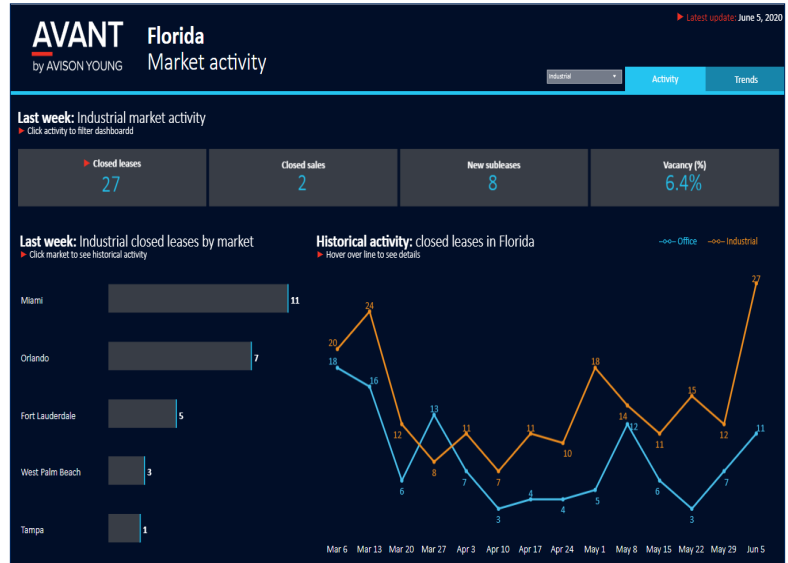 Latest update: June 5, 2020
AVANT
by AVISON YOUNG
Florida
Market activity
Industrial
Activity
Trends
Last week: Industrial market activity
Click activity to filter dashboardd
Closed leases
27
Closed sales
2
New subleases
8
Vacancy (%)
6.4%
Last week: Industrial closed leases by market
Click market to see historical activity
Miami 11
Orlando 7
Fort Lauderdale 5
West Palm Beach 3
Tampa 1
Historical activity: closed leases in Florida
Hover over line to see details
Office Industrial
27
24
20
18
18
16
15
14
13
12
12
12
11
11
11
11
10
8
7
7
7
6
6
5
4
4
3
3
Mar 6 Mar 13 Mar 20 Mar 27 Apr 3 Apr 10 Apr 17 Apr 24 May 1 May 8 May 15 May 22 May 29 Jun 5